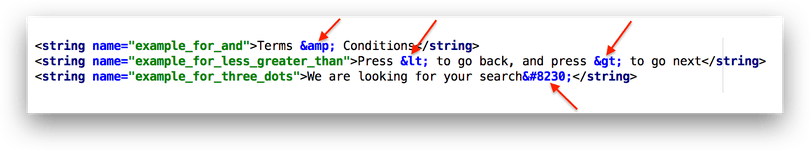 <string name="example_for_and">Terms &amp; Conditions</string>
<string name="example_for_less_greater_than">Press &lt; to go back, and press &gt; to go next</string>
<string name="example_for_three_dots">We are looking for your search&#8230;</string>